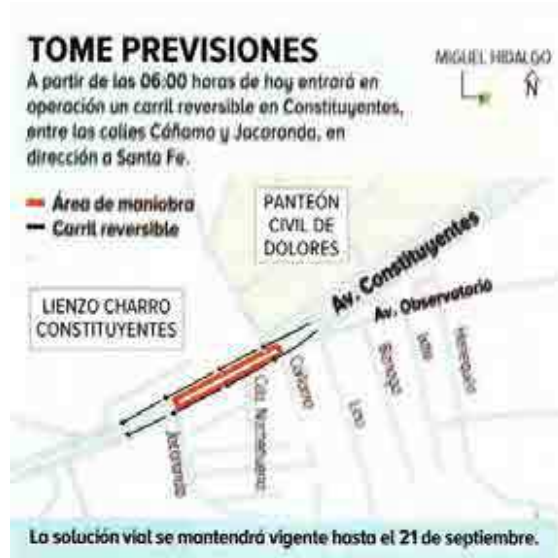 TOME PREVISIONES
A partir de las 06:00 horas de hoy entrará en
operación un carril reversible en Constituyentes,
entre las calles Cáñamo y Jacaranda, en
dirección a Santa Fe.
MIGUEL HIDALGO
N
Área de maniobra
Carril reversible
PANTEÓN
CIVIL DE
DOLORES
LIENZO CHARRO
CONSTITUYENTES
Av. Constituyentes
Av. Observatorio
Cáñamo
Lino
Jacaranda
La solución vial se mantendrá vigente hasta el 21 de septiembre.